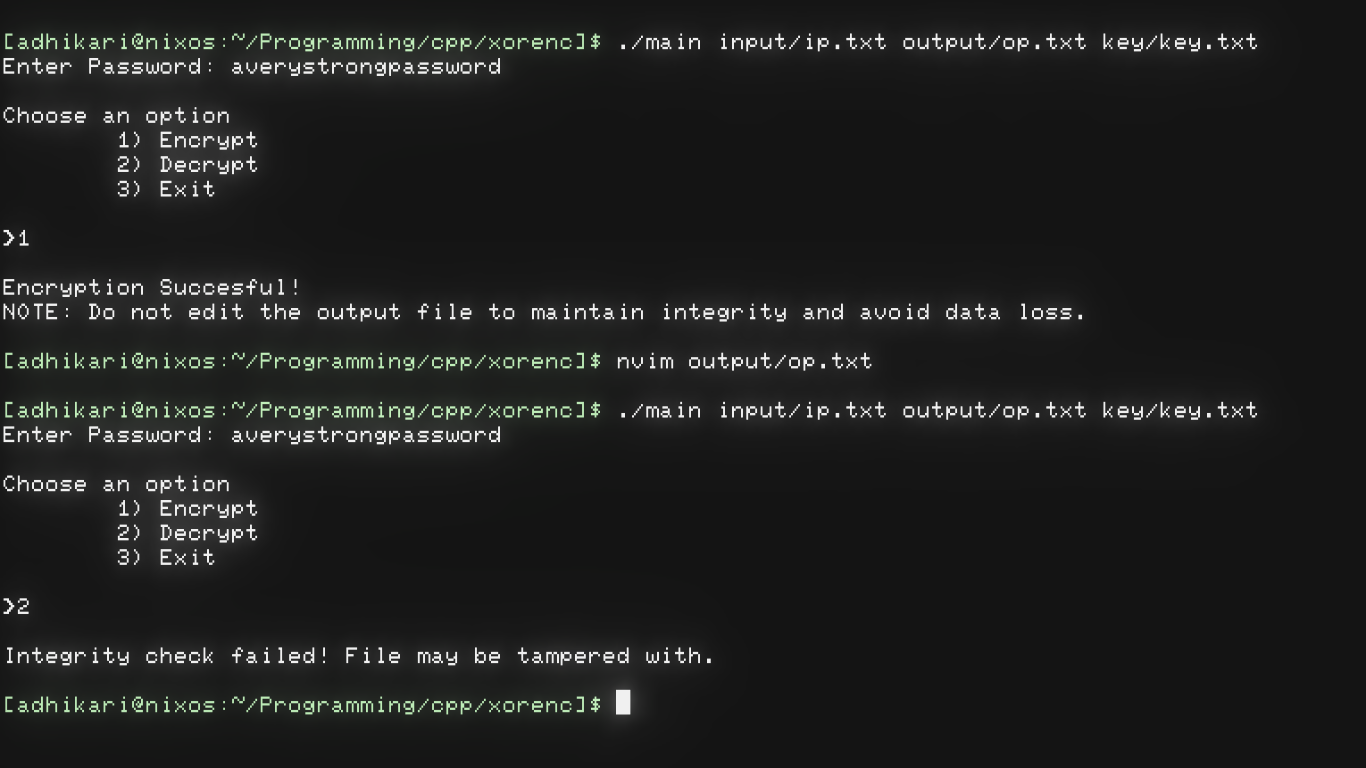 [adhikari@nixos:~/Programming/cpp/xorenc]$ ./main input/ip.txt output/op.txt key/key.txt
Enter Password: averystrongpassword
Choose an option
1) Encrypt
2) Decrypt
3) Exit
>1
Encryption Succesful!
NOTE: Do not edit the output file to maintain integrity and avoid data loss.
[adhikari@nixos:~/Programming/cpp/xorenc]$ nvim output/op.txt
[adhikari@nixos:~/Programming/cpp/xorenc]$ ./main input/ip.txt output/op.txt key/key.txt
Enter Password: averystrongpassword
Choose an option
1) Encrypt
2) Decrypt
3) Exit
>2
Integrity check failed! File may be tampered with.
[adhikari@nixos:~/Programming/cpp/xorenc]$